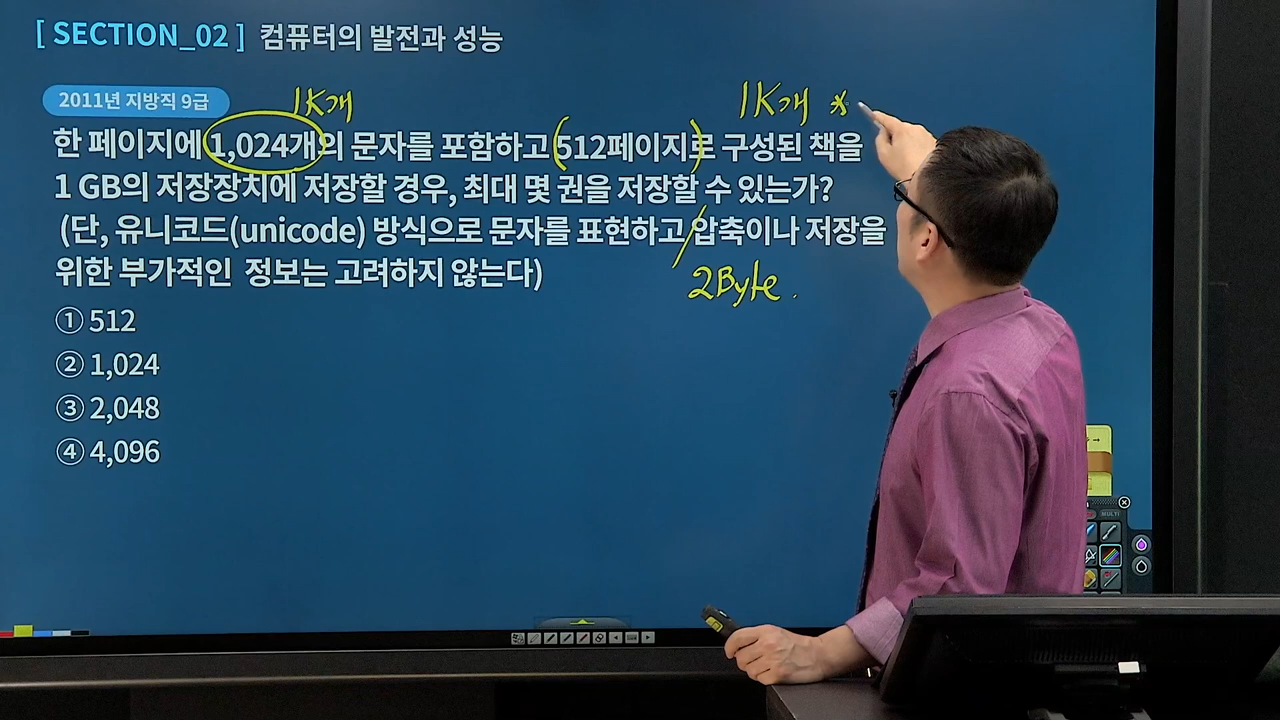 [ SECTION_02 ] 컴퓨터의 발전과 성능
2011년 지방직 9급
1K개
1K개 *
한 페이지에 1,024개의 문자를 포함하고 (512페이지)로 구성된 책을
1 GB의 저장장치에 저장할 경우, 최대 몇 권을 저장할 수 있는가?
(단, 유니코드(unicode) 방식으로 문자를 표현하고 압축이나 저장을
위한 부가적인 정보는 고려하지 않는다)
2Byte.
① 512
② 1,024
③ 2,048
④ 4,096